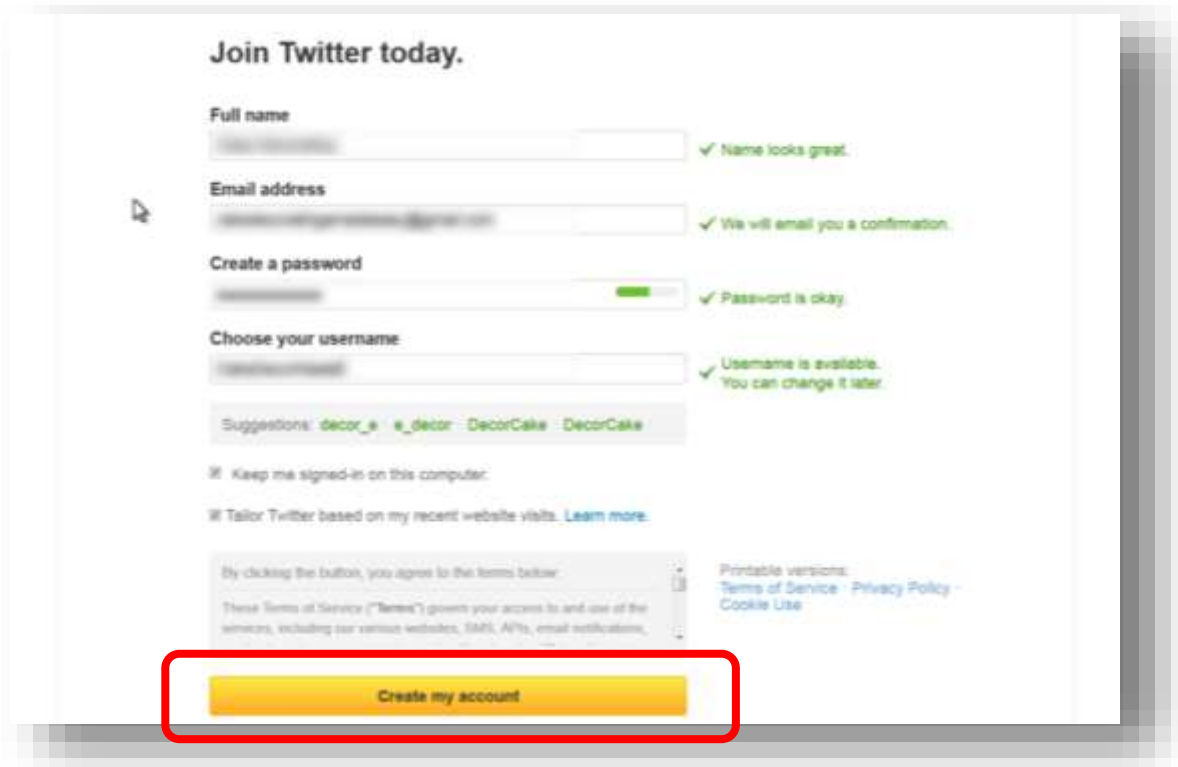 Join Twitter today.
Full name
✓ Name looks great.
Email address
✓ We will email you a confirmation.
Create a password
✓ Password is okay.
Choose your username
✓ Username is available.
You can change it later.
Suggestions: decor_e e_decor DecorCake DecorCake
Keep me signed-in on this computer.
Tailor Twitter based on my recent website visits. Learn more.
By clicking the button, you agree to the terms below:
These Terms of Service ("Terms") govern your access to and use of the
services, including our various websites, SMS, APIs, email notifications,
Printable versions:
Terms of Service · Privacy Policy ·
Cookie Use
Create my account